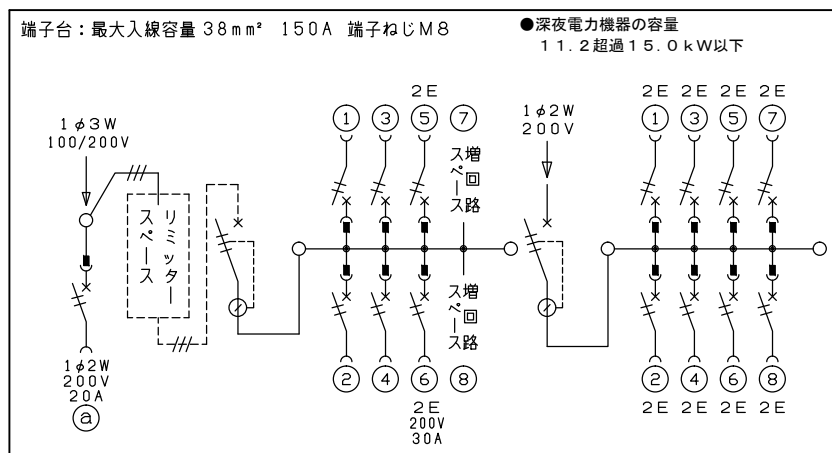 端子台：最大入線容量 38mm² 150A 端子ねじM8
●深夜電力機器の容量
11.2超過15.0kW以下
1φ3W
100/200V
リミッター
スペース
1φ2W
200V
20A
ⓐ
2E
① ③ ⑤ ⑦
増回路
スペース
増回路
スペース
② ④ ⑥ ⑧
2E
200V
30A
1φ2W
200V
2E 2E 2E 2E
① ③ ⑤ ⑦
② ④ ⑥ ⑧
2E 2E 2E 2E